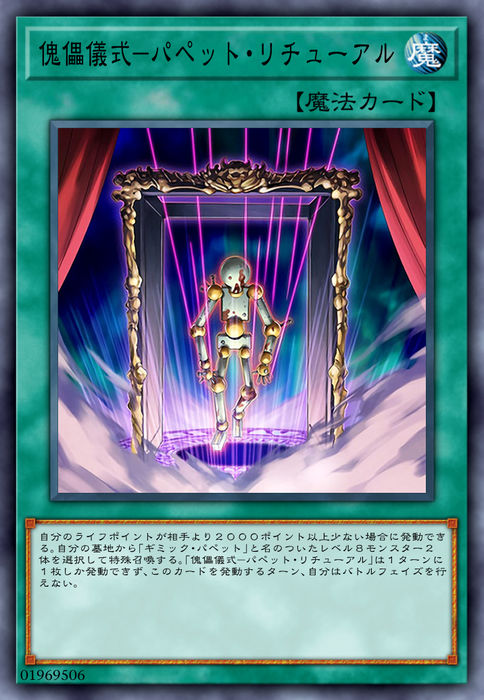 傀儡儀式－パペット・リチューアル
魔
【魔法カード】
自分のライフポイントが相手より２０００ポイント以上少ない場合に発動でき
る。自分の墓地から「ギミック・パペット」と名のついたレベル８モンスター２
体を選択して特殊召喚する。「傀儡儀式－パペット・リチューアル」は１ターンに
１枚しか発動できず、このカードを発動するターン、自分はバトルフェイズを行
えない。
01969506